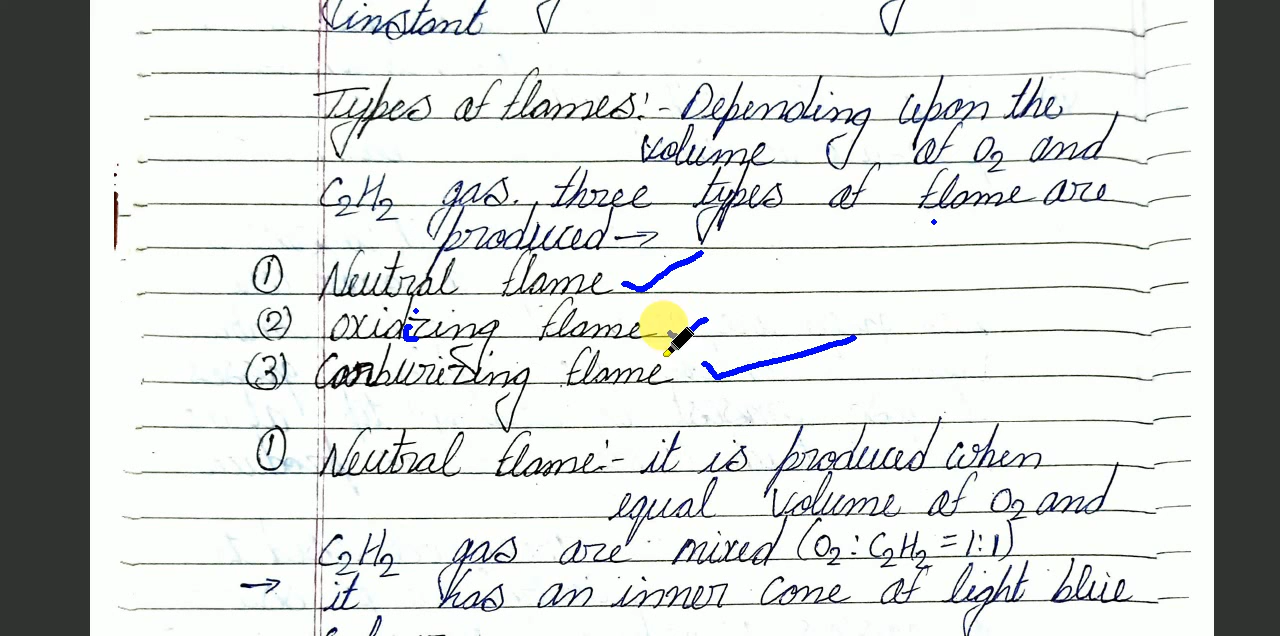 instant
Types of flames:- Depending upon the
volume of O2 and
C2H2 gas, three types of flame are
produced →
① Neutral flame
② oxidizing flame
③ Carburizing flame
① Neutral flame:- it is produced when
equal volume of O2 and
C2H2 gas are mixed (O2 : C2H2 = 1:1)
→ it has an inner cone of light blue